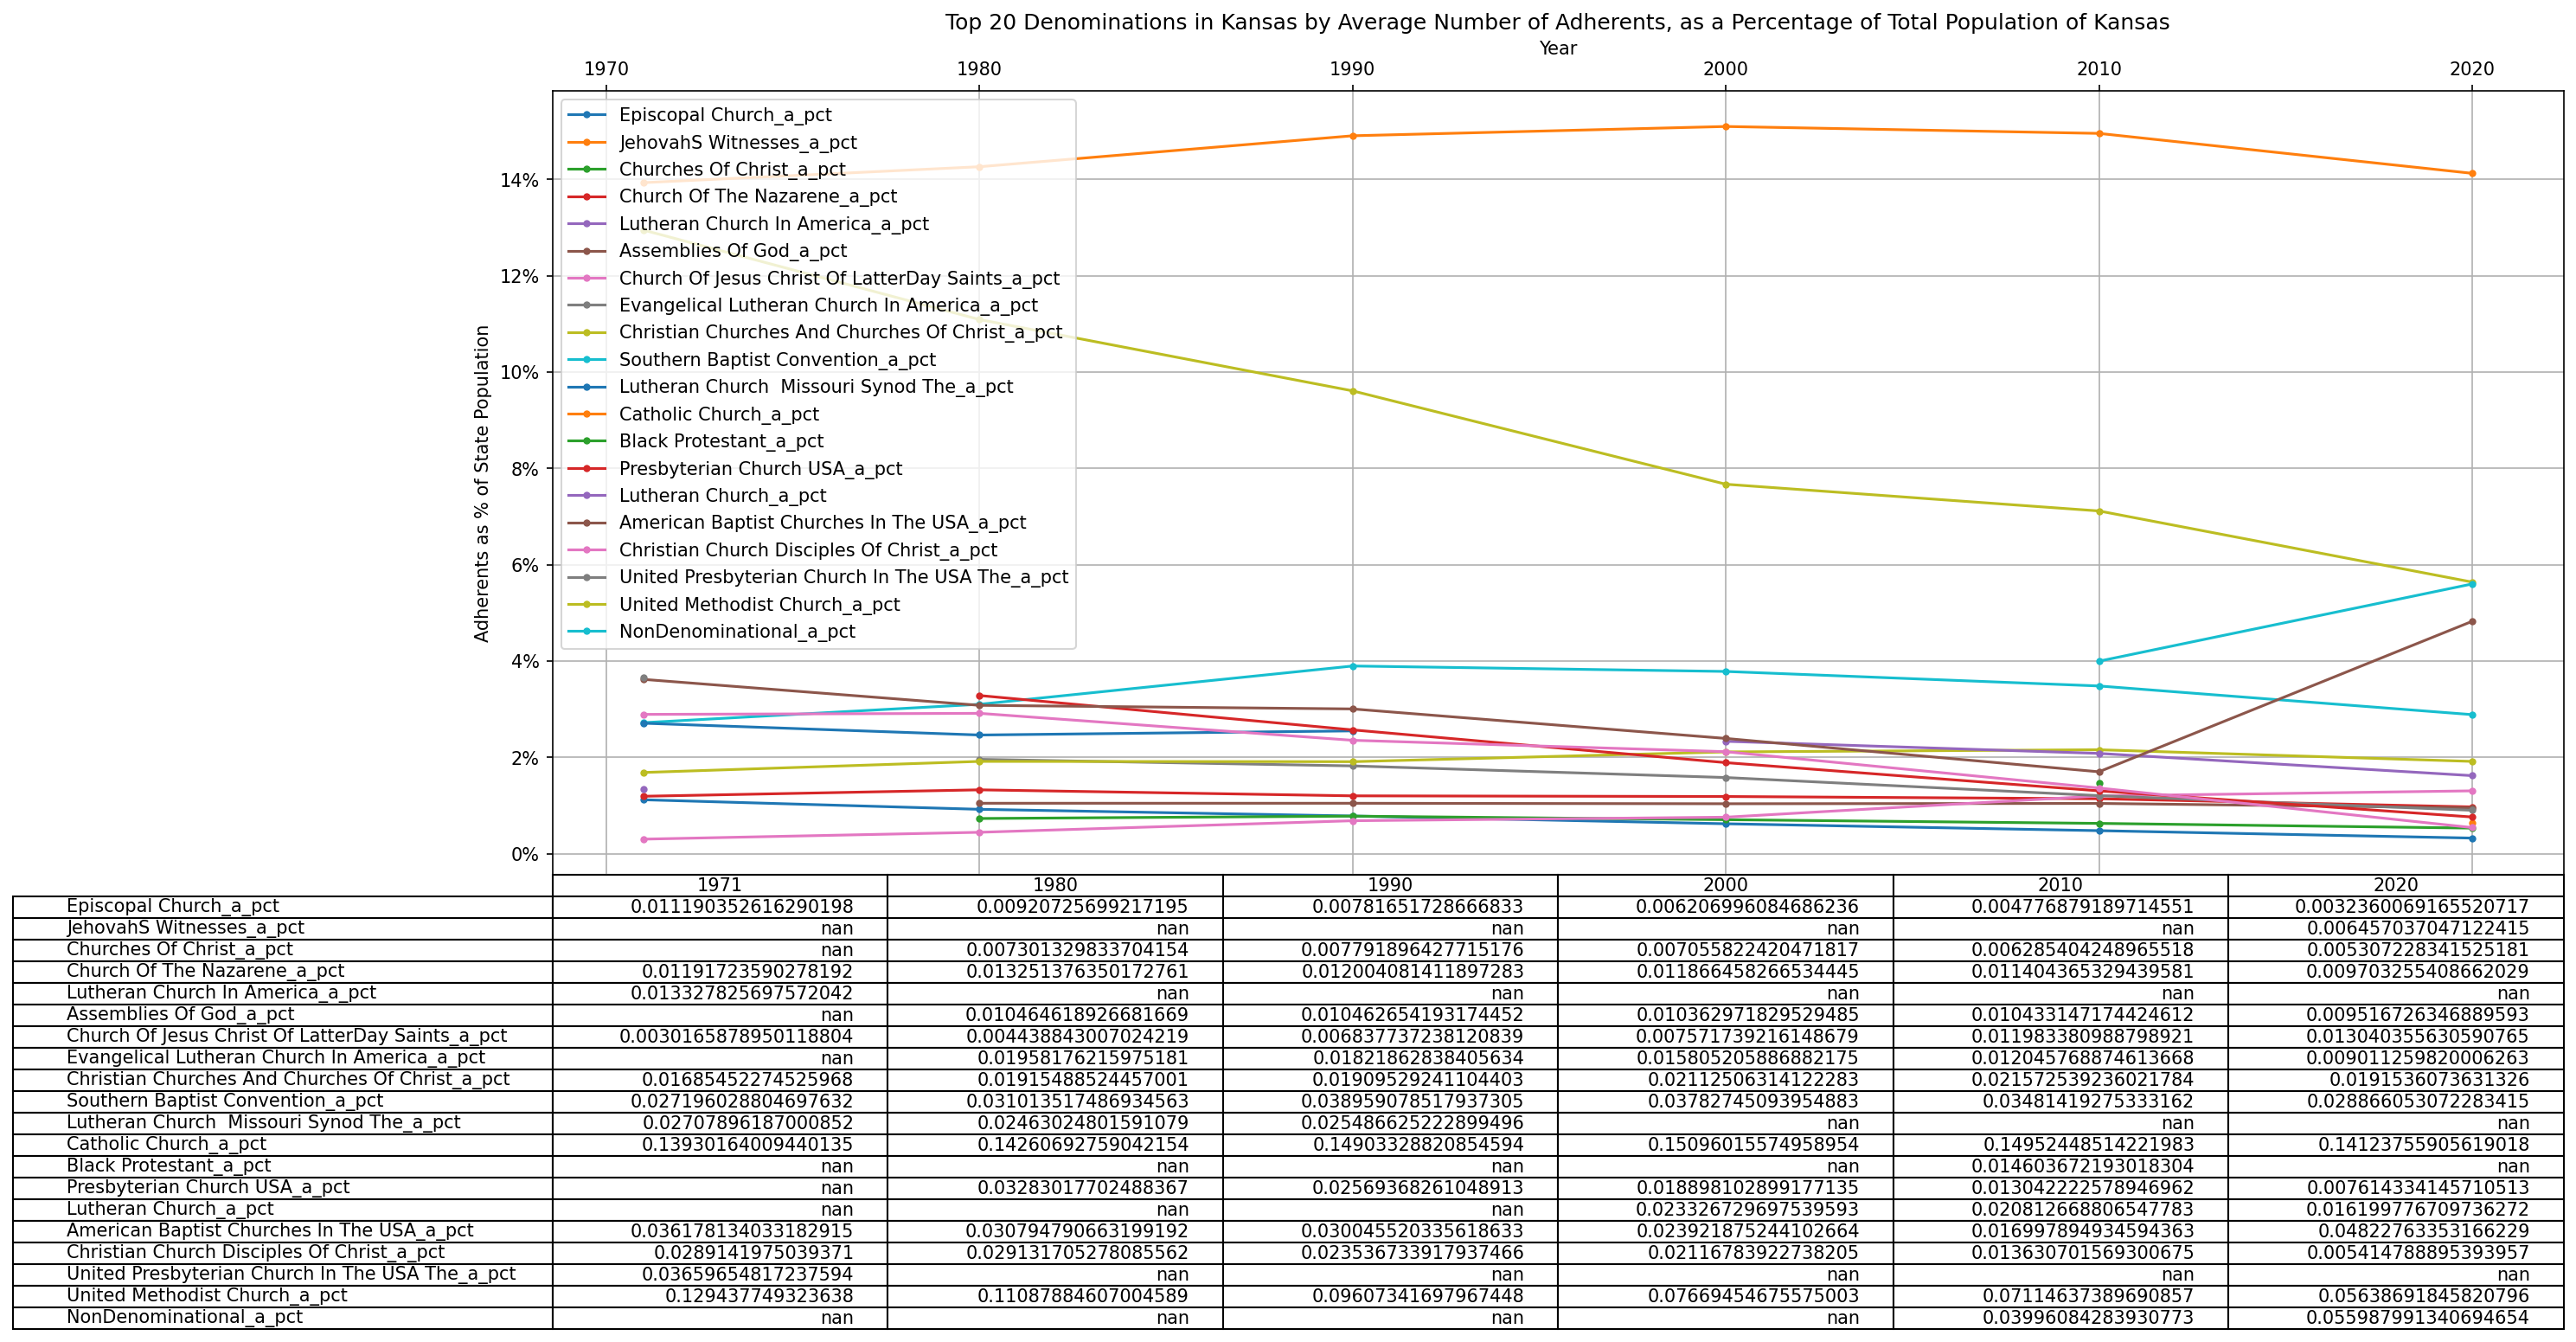 Top 20 Denominations in Kansas by Average Number of Adherents, as a Percentage of Total Population of Kansas
Year
1970 1980 1990 2000 2010 2020
Adherents as % of State Population
14%
12%
10%
8%
6%
4%
2%
0%
Episcopal Church_a_pct
JehovahS Witnesses_a_pct
Churches Of Christ_a_pct
Church Of The Nazarene_a_pct
Lutheran Church In America_a_pct
Assemblies Of God_a_pct
Church Of Jesus Christ Of LatterDay Saints_a_pct
Evangelical Lutheran Church In America_a_pct
Christian Churches And Churches Of Christ_a_pct
Southern Baptist Convention_a_pct
Lutheran Church  Missouri Synod The_a_pct
Catholic Church_a_pct
Black Protestant_a_pct
Presbyterian Church USA_a_pct
Lutheran Church_a_pct
American Baptist Churches In The USA_a_pct
Christian Church Disciples Of Christ_a_pct
United Presbyterian Church In The USA The_a_pct
United Methodist Church_a_pct
NonDenominational_a_pct
1971 1980 1990 2000 2010 2020
Episcopal Church_a_pct 0.011190352616290198 0.00920725699217195 0.00781651728666833 0.006206996084686236 0.004776879189714551 0.0032360069165520717
JehovahS Witnesses_a_pct nan nan nan nan nan 0.006457037047122415
Churches Of Christ_a_pct nan 0.007301329833704154 0.007791896427715176 0.007055822420471817 0.006285404248965518 0.005307228341525181
Church Of The Nazarene_a_pct 0.01191723590278192 0.013251376350172761 0.012004081411897283 0.011866458266534445 0.011404365329439581 0.009703255408662029
Lutheran Church In America_a_pct 0.013327825697572042 nan nan nan nan nan
Assemblies Of God_a_pct nan 0.010464618926681669 0.010462654193174452 0.010362971829529485 0.010433147174424612 0.009516726346889593
Church Of Jesus Christ Of LatterDay Saints_a_pct 0.0030165878950118804 0.004438843007024219 0.006837737238120839 0.007571739216148679 0.011983380988798921 0.013040355630590765
Evangelical Lutheran Church In America_a_pct nan 0.01958176215975181 0.01821862838405634 0.015805205886882175 0.012045768874613668 0.009011259820006263
Christian Churches And Churches Of Christ_a_pct 0.01685452274525968 0.01915488524457001 0.01909529241104403 0.02112506314122283 0.021572539236021784 0.0191536073631326
Southern Baptist Convention_a_pct 0.027196028804697632 0.031013517486934563 0.038959078517937305 0.03782745093954883 0.03481419275333162 0.028866053072283415
Lutheran Church  Missouri Synod The_a_pct 0.02707896187000852 0.02463024801591079 0.025486625222899496 nan nan nan
Catholic Church_a_pct 0.13930164009440135 0.14260692759042154 0.14903328820854594 0.15096015574958954 0.14952448514221983 0.14123755905619018
Black Protestant_a_pct nan nan nan nan 0.014603672193018304 nan
Presbyterian Church USA_a_pct nan 0.03283017702488367 0.02569368261048913 0.018898102899177135 0.013042222578946962 0.007614334145710513
Lutheran Church_a_pct nan nan nan 0.023326729697539593 0.020812668806547783 0.016199776709736272
American Baptist Churches In The USA_a_pct 0.036178134033182915 0.030794790663199192 0.030045520335618633 0.023921875244102664 0.016997894934594363 0.04822763353166229
Christian Church Disciples Of Christ_a_pct 0.0289141975039371 0.029131705278085562 0.023536733917937466 0.02116783922738205 0.013630701569300675 0.005414788895393957
United Presbyterian Church In The USA The_a_pct 0.03659654817237594 nan nan nan nan nan
United Methodist Church_a_pct 0.129437749323638 0.11087884607004589 0.09607341697967448 0.07669454675575003 0.07114637389690857 0.05638691845820796
NonDenominational_a_pct nan nan nan nan 0.03996084283930773 0.055987991340694654